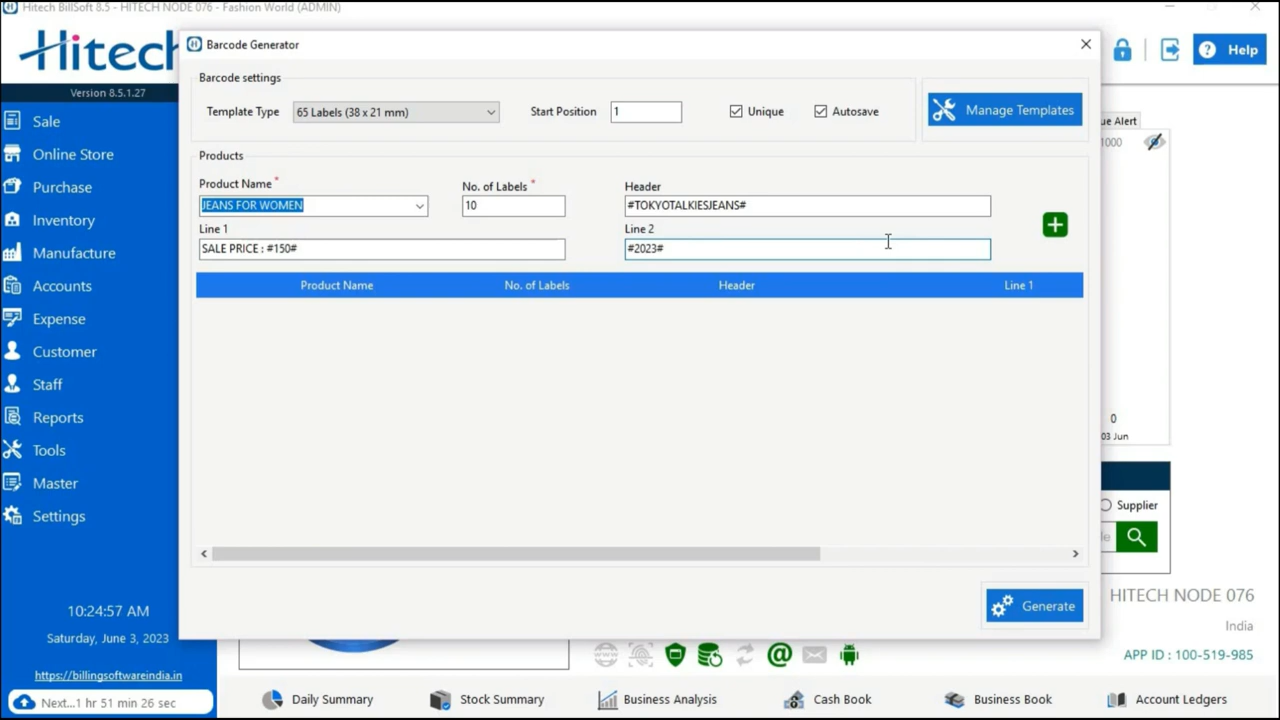 Hitech BillSoft 8.5 - HITECH NODE 076 - Fashion World (ADMIN)
Hitech
Version 8.5.1.27
Help
Barcode Generator
Barcode settings
Template Type 65 Labels (38 x 21 mm) Start Position 1 Unique Autosave Manage Templates
Products
Product Name * No. of Labels * Header
JEANS FOR WOMEN 10 #TOKYOTALKIESJEANS#
Line 1 Line 2
SALE PRICE : #150# #2023#
Product Name No. of Labels Header Line 1
Generate
Sale
Online Store
Purchase
Inventory
Manufacture
Accounts
Expense
Customer
Staff
Reports
Tools
Master
Settings
10:24:57 AM
Saturday, June 3, 2023
https://billingsoftwareindia.in
Next...1 hr 51 min 26 sec
ue Alert
1000
0
03 Jun
Supplier
HITECH NODE 076
India
APP ID : 100-519-985
Daily Summary Stock Summary Business Analysis Cash Book Business Book Account Ledgers